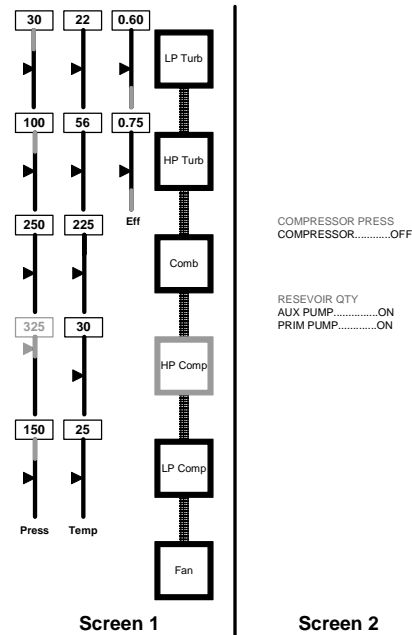 30 22 0.60
LP Turb
100 56 0.75
HP Turb
Eff
250 225
Comb
325 30
HP Comp
150 25
LP Comp
Press Temp
Fan
Screen 1
COMPRESSOR PRESS
COMPRESSOR............OFF
RESEVOIR QTY
AUX PUMP...............ON
PRIM PUMP.............ON
Screen 2